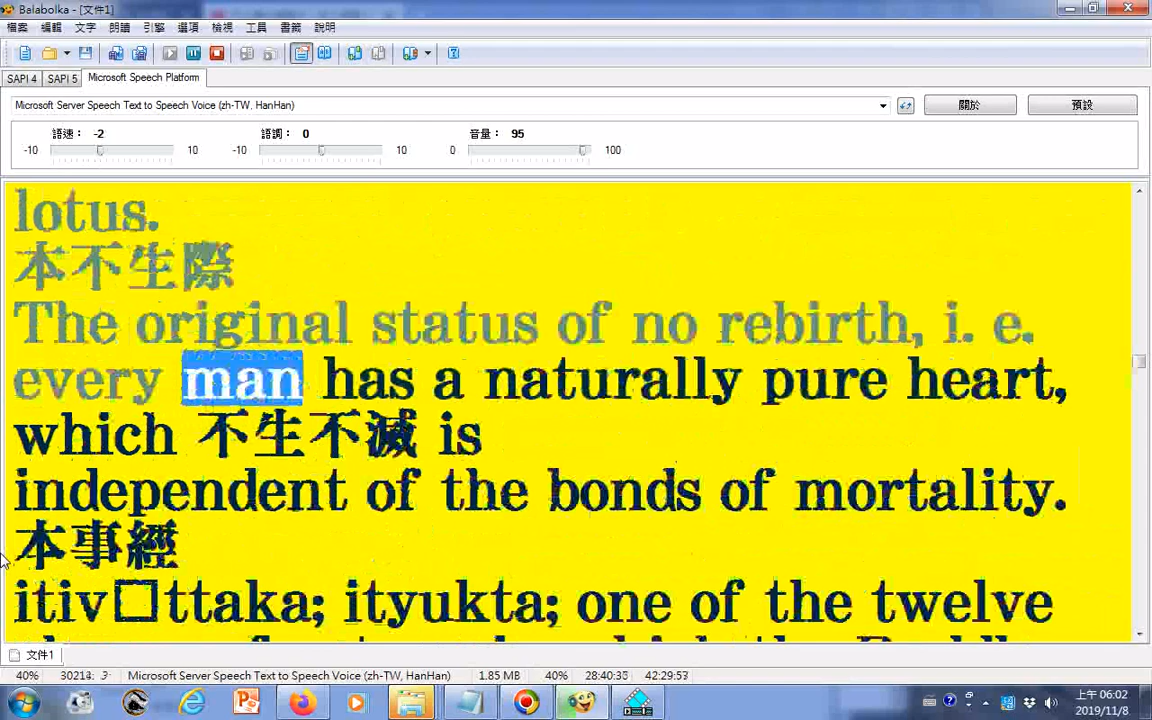 Balabolka - [文件1]
檔案 編輯 文字 朗讀 引擎 選項 檢視 工具 書籤 說明
SAPI 4 SAPI 5 Microsoft Speech Platform
Microsoft Server Speech Text to Speech Voice (zh-TW, HanHan) 關於 預設
語速： -2 語調： 0 音量： 95
-10 10 -10 10 0 100
lotus.
本不生際
The original status of no rebirth, i. e.
every man has a naturally pure heart,
which 不生不滅 is
independent of the bonds of mortality.
本事經
itiv□ttaka; ityukta; one of the twelve
文件1
40% Microsoft Server Speech Text to Speech Voice (zh-TW, HanHan) 1.85 MB 40% 28:40:38 42:29:53
上午 06:02
2019/11/8